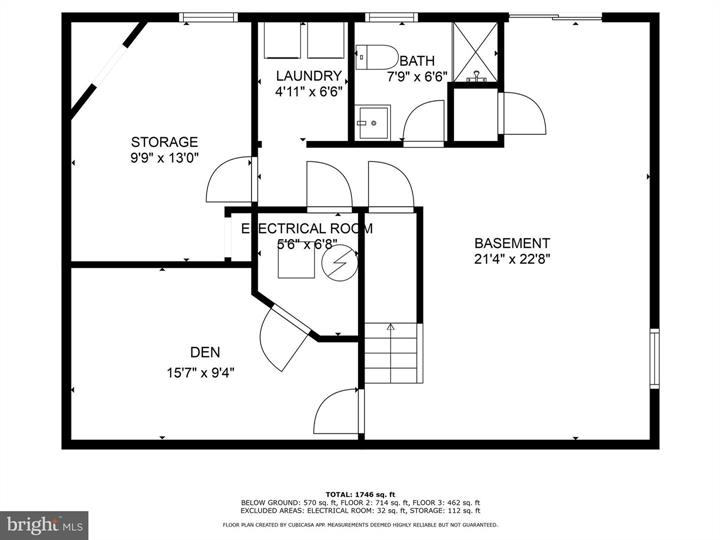 BATH
7'9" x 6'6"
LAUNDRY
4'11" x 6'6"
STORAGE
9'9" x 13'0"
ELECTRICAL ROOM
5'6" x 6'8"
BASEMENT
21'4" x 22'8"
DEN
15'7" x 9'4"
TOTAL: 1746 sq. ft
BELOW GROUND: 570 sq. ft, FLOOR 2: 714 sq. ft, FLOOR 3: 462 sq. ft
EXCLUDED AREAS: ELECTRICAL ROOM: 32 sq. ft, STORAGE: 112 sq. ft
FLOOR PLAN CREATED BY CUBICASA APP. MEASUREMENTS DEEMED HIGHLY RELIABLE BUT NOT GUARANTEED.
bright MLS